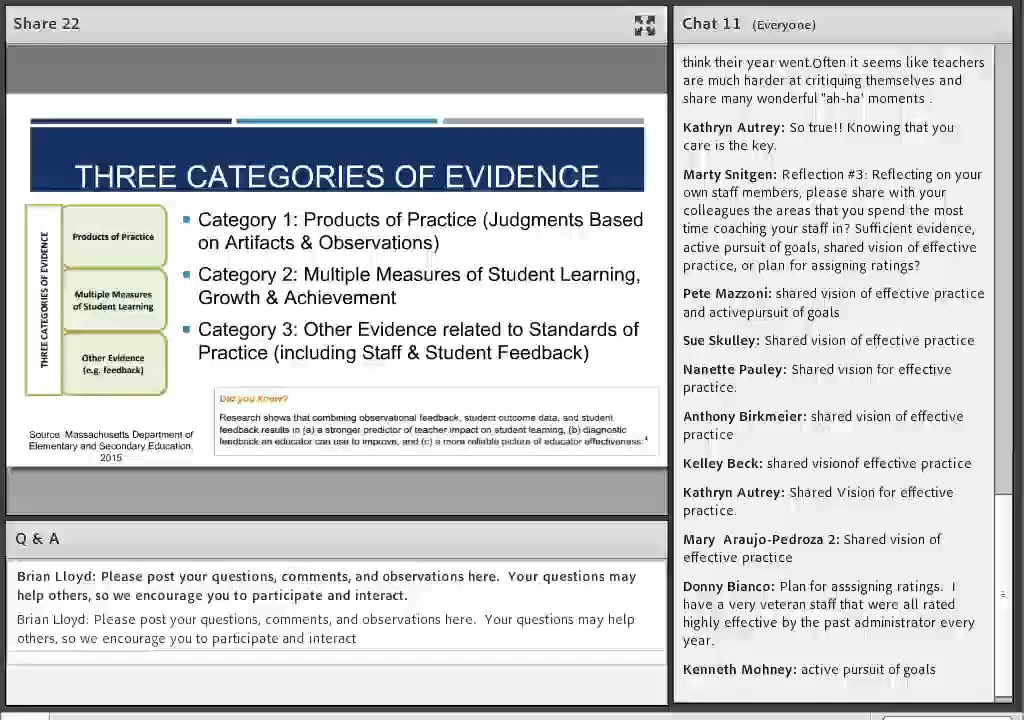 Share 22
THREE CATEGORIES OF EVIDENCE
THREE CATEGORIES OF EVIDENCE
Products of Practice
Multiple Measures
of Student Learning
Other Evidence
(e.g. feedback)
Category 1: Products of Practice (Judgments Based
on Artifacts & Observations)
Category 2: Multiple Measures of Student Learning,
Growth & Achievement
Category 3: Other Evidence related to Standards of
Practice (including Staff & Student Feedback)
Did you Know?
Research shows that combining observational feedback, student outcome data, and student
feedback results in (a) a stronger predictor of teacher impact on student learning, (b) diagnostic
feedback an educator can use to improve, and (c) a more reliable picture of educator effectiveness.4
Source: Massachusetts Department of
Elementary and Secondary Education.
2015
Q & A
Brian Lloyd: Please post your questions, comments, and observations here. Your questions may
help others, so we encourage you to participate and interact.
Brian Lloyd: Please post your questions, comments, and observations here. Your questions may help
others, so we encourage you to participate and interact
Chat 11 (Everyone)
think their year went.Often it seems like teachers
are much harder at critiquing themselves and
share many wonderful "ah-ha' moments .
Kathryn Autrey: So true!! Knowing that you
care is the key.
Marty Snitgen: Reflection #3: Reflecting on your
own staff members, please share with your
colleagues the areas that you spend the most
time coaching your staff in? Sufficient evidence,
active pursuit of goals, shared vision of effective
practice, or plan for assigning ratings?
Pete Mazzoni: shared vision of effective practice
and activepursuit of goals
Sue Skulley: Shared vision of effective practice
Nanette Pauley: Shared vision for effective
practice.
Anthony Birkmeier: shared vision of effective
practice
Kelley Beck: shared visionof effective practice
Kathryn Autrey: Shared Vision for effective
practice.
Mary Araujo-Pedroza 2: Shared vision of
effective practice
Donny Bianco: Plan for asssigning ratings. I
have a very veteran staff that were all rated
highly effective by the past administrator every
year.
Kenneth Mohney: active pursuit of goals